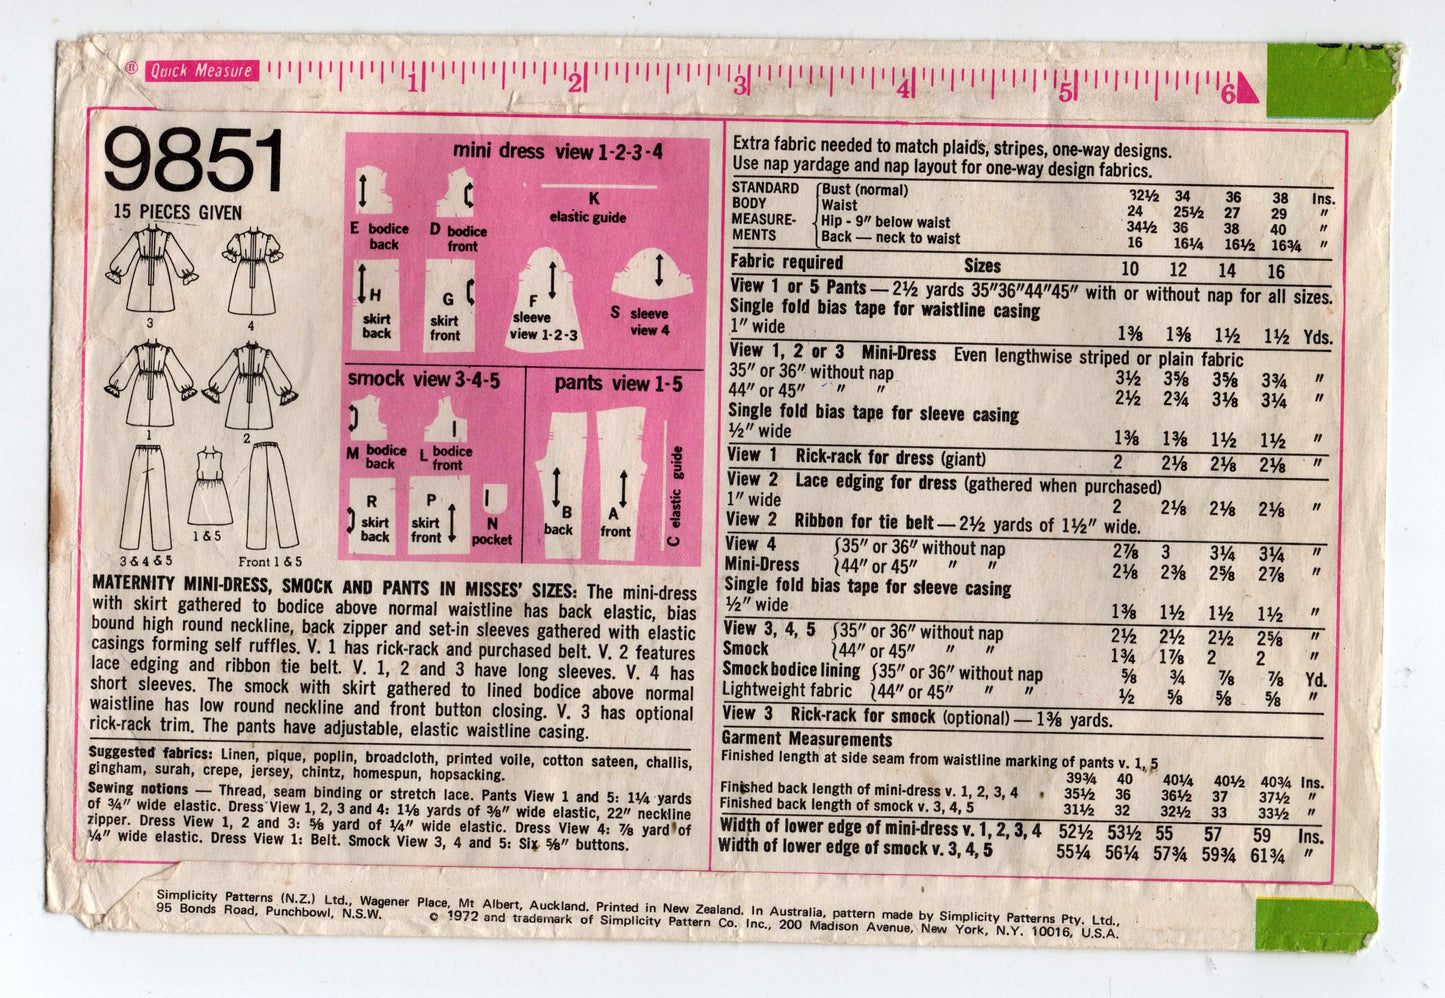 ® Quick Measure 1 2 3 4 5 6
9851
15 PIECES GIVEN
3 4
1 2
1 & 5
3 & 4 & 5 Front 1 & 5
mini dress view 1-2-3-4
E bodice back
D bodice front
K elastic guide
H skirt back
G skirt front
F sleeve view 1-2-3
S sleeve view 4
smock view 3-4-5
M bodice back
L bodice front
R skirt back
P skirt front
N pocket
pants view 1-5
B back
A front
C elastic guide
MATERNITY MINI-DRESS, SMOCK AND PANTS IN MISSES' SIZES: The mini-dress
with skirt gathered to bodice above normal waistline has back elastic, bias
bound high round neckline, back zipper and set-in sleeves gathered with elastic
casings forming self ruffles. V. 1 has rick-rack and purchased belt. V. 2 features
lace edging and ribbon tie belt. V. 1, 2 and 3 have long sleeves. V. 4 has
short sleeves. The smock with skirt gathered to lined bodice above normal
waistline has low round neckline and front button closing. V. 3 has optional
rick-rack trim. The pants have adjustable, elastic waistline casing.
Suggested fabrics: Linen, pique, poplin, broadcloth, printed voile, cotton sateen, challis,
gingham, surah, crepe, jersey, chintz, homespun, hopsacking.
Sewing notions — Thread, seam binding or stretch lace. Pants View 1 and 5: 1¼ yards
of ¾" wide elastic. Dress View 1, 2, 3 and 4: 1⅛ yards of ⅜" wide elastic, 22" neckline
zipper. Dress View 1, 2 and 3: ⅝ yard of ¼" wide elastic. Dress View 4: ⅞ yard of
¼" wide elastic. Dress View 1: Belt. Smock View 3, 4 and 5: Six ⅝" buttons.
Extra fabric needed to match plaids, stripes, one-way designs.
Use nap yardage and nap layout for one-way design fabrics.
STANDARD BODY MEASURE-MENTS
Bust (normal) 32½ 34 36 38 Ins.
Waist 24 25½ 27 29 "
Hip - 9" below waist 34½ 36 38 40 "
Back — neck to waist 16 16¼ 16½ 16¾ "
Fabric required Sizes 10 12 14 16
View 1 or 5 Pants — 2½ yards 35"36"44"45" with or without nap for all sizes.
Single fold bias tape for waistline casing
1" wide 1⅜ 1⅜ 1½ 1½ Yds.
View 1, 2 or 3 Mini-Dress Even lengthwise striped or plain fabric
35" or 36" without nap 3½ 3⅝ 3⅝ 3¾ "
44" or 45" " " 2½ 2¾ 3⅛ 3¼ "
Single fold bias tape for sleeve casing
½" wide 1⅜ 1⅜ 1½ 1½ "
View 1 Rick-rack for dress (giant) 2 2⅛ 2⅛ 2⅛ "
View 2 Lace edging for dress (gathered when purchased)
1" wide 2 2⅛ 2⅛ 2⅛ "
View 2 Ribbon for tie belt — 2½ yards of 1½" wide.
View 4 35" or 36" without nap 2⅞ 3 3¼ 3¼ "
Mini-Dress 44" or 45" " " 2⅛ 2⅜ 2⅝ 2⅞ "
Single fold bias tape for sleeve casing
½" wide 1⅜ 1½ 1½ 1½ "
View 3, 4, 5 35" or 36" without nap 2½ 2½ 2½ 2⅝ "
Smock 44" or 45" " " 1¾ 1⅞ 2 2 "
Smock bodice lining 35" or 36" without nap ⅝ ¾ ⅞ ⅞ Yd.
Lightweight fabric 44" or 45" " " ½ ⅝ ⅝ ⅝ "
View 3 Rick-rack for smock (optional) — 1⅜ yards.
Garment Measurements
Finished length at side seam from waistline marking of pants v. 1, 5
39¾ 40 40¼ 40½ 40¾ Ins.
Finished back length of mini-dress v. 1, 2, 3, 4 35½ 36 36½ 37 37½ "
Finished back length of smock v. 3, 4, 5 31½ 32 32½ 33 33½ "
Width of lower edge of mini-dress v. 1, 2, 3, 4 52½ 53½ 55 57 59 Ins.
Width of lower edge of smock v. 3, 4, 5 55¼ 56¼ 57¾ 59¾ 61¾ "
Simplicity Patterns (N.Z.) Ltd., Wagener Place, Mt Albert, Auckland. Printed in New Zealand. In Australia, pattern made by Simplicity Patterns Pty. Ltd.,
95 Bonds Road, Punchbowl, N.S.W. © 1972 and trademark of Simplicity Pattern Co. Inc., 200 Madison Avenue, New York, N.Y. 10016, U.S.A.